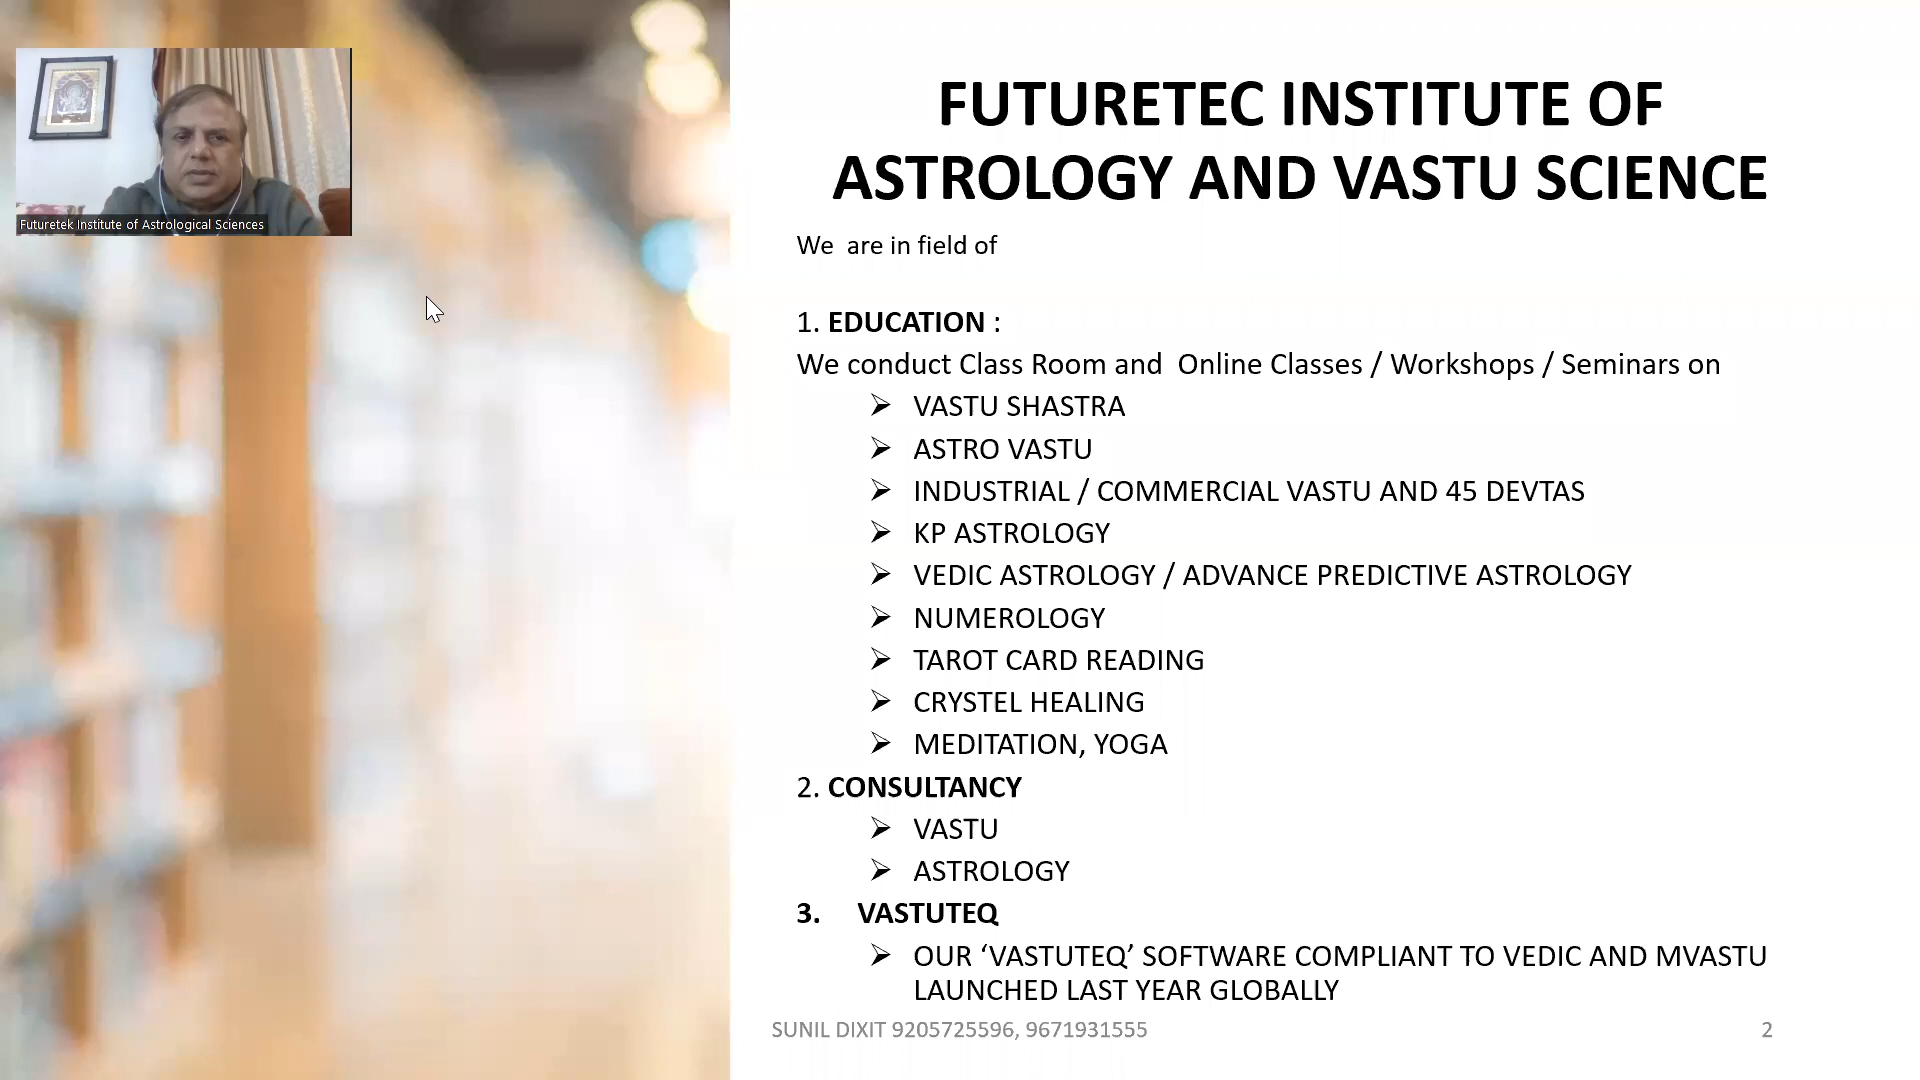 Futuretek Institute of Astrological Sciences
FUTURETEC INSTITUTE OF
ASTROLOGY AND VASTU SCIENCE
We  are in field of
1. EDUCATION :
We conduct Class Room and  Online Classes / Workshops / Seminars on
➢ VASTU SHASTRA
➢ ASTRO VASTU
➢ INDUSTRIAL / COMMERCIAL VASTU AND 45 DEVTAS
➢ KP ASTROLOGY
➢ VEDIC ASTROLOGY / ADVANCE PREDICTIVE ASTROLOGY
➢ NUMEROLOGY
➢ TAROT CARD READING
➢ CRYSTEL HEALING
➢ MEDITATION, YOGA
2. CONSULTANCY
➢ VASTU
➢ ASTROLOGY
3. VASTUTEQ
➢ OUR ‘VASTUTEQ’ SOFTWARE COMPLIANT TO VEDIC AND MVASTU
LAUNCHED LAST YEAR GLOBALLY
SUNIL DIXIT 9205725596, 9671931555
2